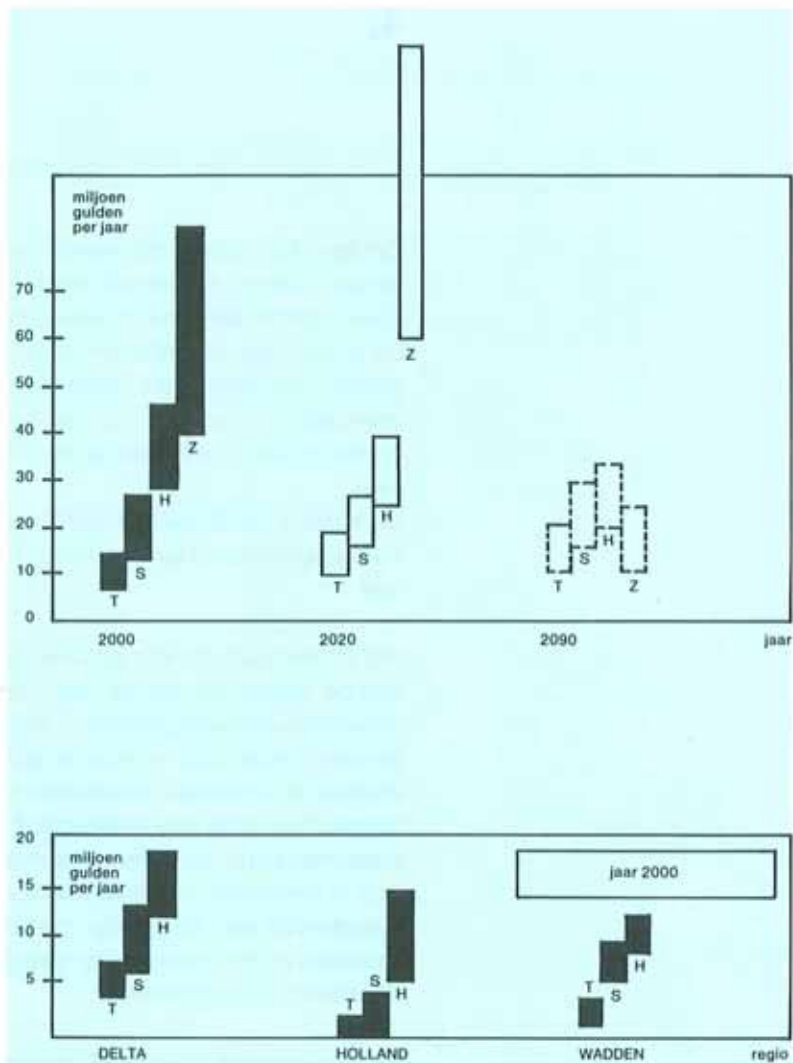 miljoen
gulden
per jaar
70
60
50
40
30
20
10
0
T
S
H
Z
T
S
H
Z
T
S
H
Z
2000 2020 2090 jaar
20
15
10
5
miljoen
gulden
per jaar
jaar 2000
T
S
H
T
S
H
T
S
H
DELTA HOLLAND WADDEN regio